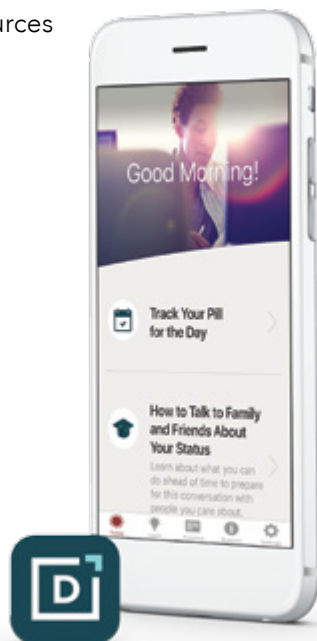 urces
Good Morning!
Track Your Pill
for the Day
How to Talk to Family
and Friends About
Your Status
Learn about what you can
do ahead of time to prepare
for this conversation with
people you care about.
D